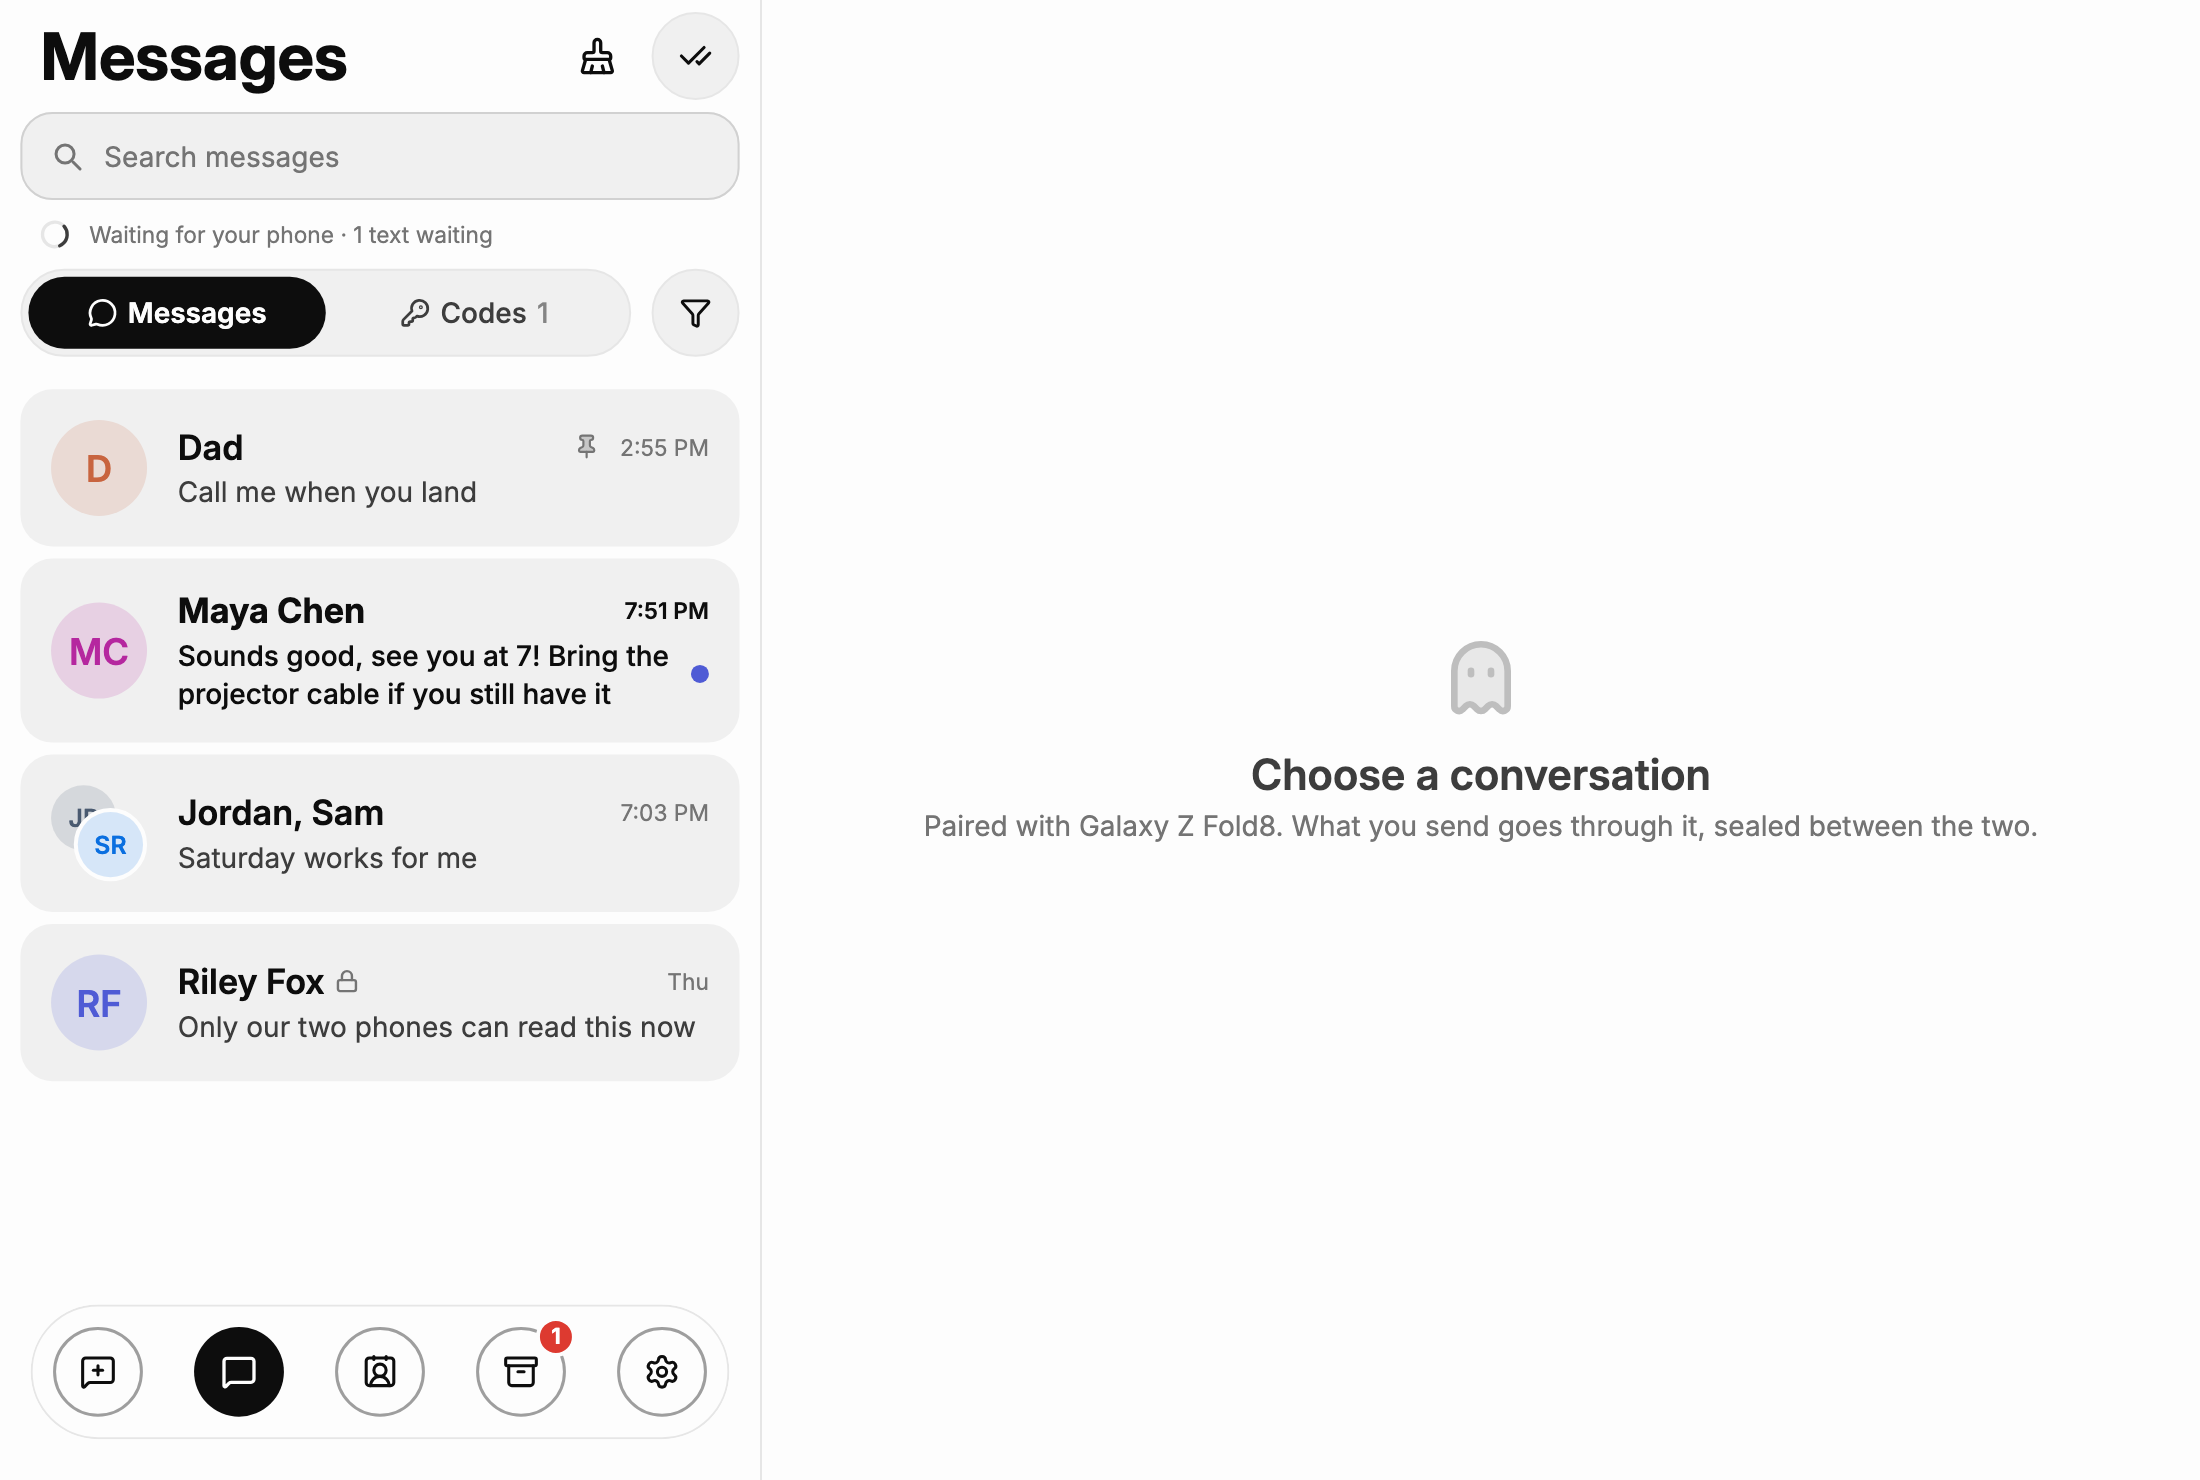 Messages
Search messages
Waiting for your phone · 1 text waiting
Messages
Codes 1
D
Dad
2:55 PM
Call me when you land
MC
Maya Chen
7:51 PM
Sounds good, see you at 7! Bring the
projector cable if you still have it
SR
Jordan, Sam
7:03 PM
Saturday works for me
RF
Riley Fox
Thu
Only our two phones can read this now
1
Choose a conversation
Paired with Galaxy Z Fold8. What you send goes through it, sealed between the two.